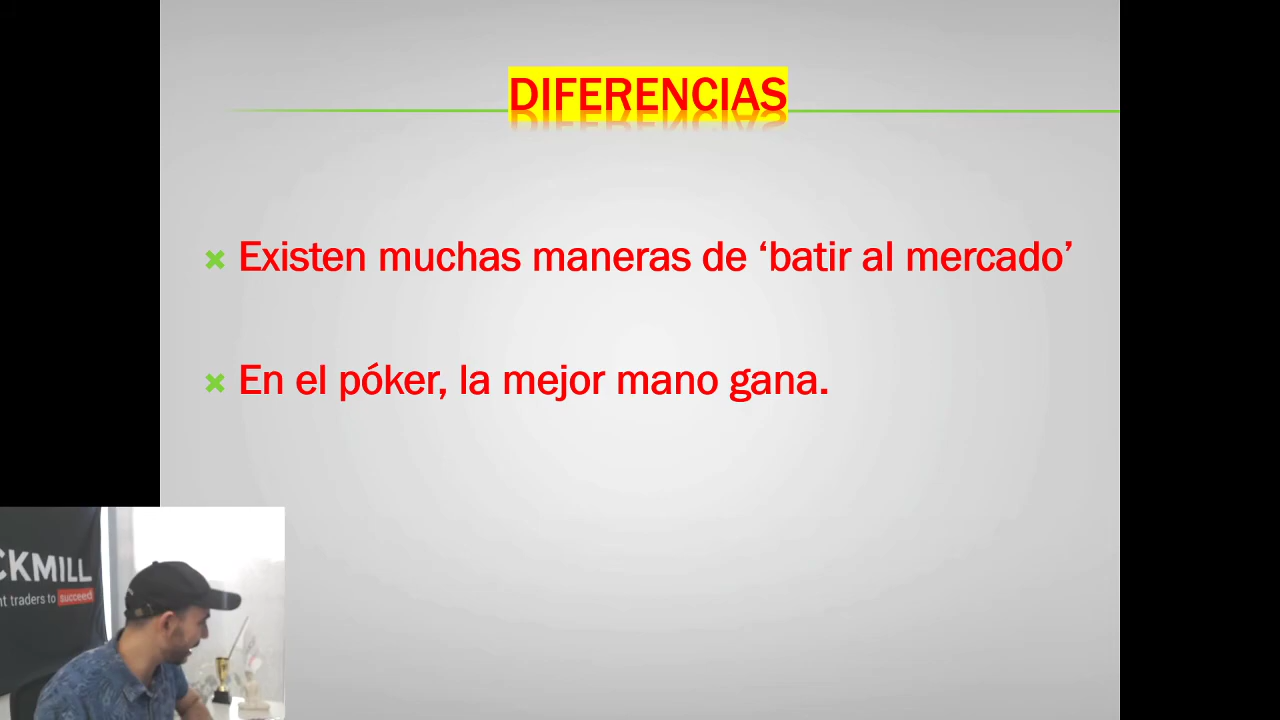 DIFERENCIAS
Existen muchas maneras de ‘batir al mercado’
En el póker, la mejor mano gana.
CKMILL
nt traders to succeed